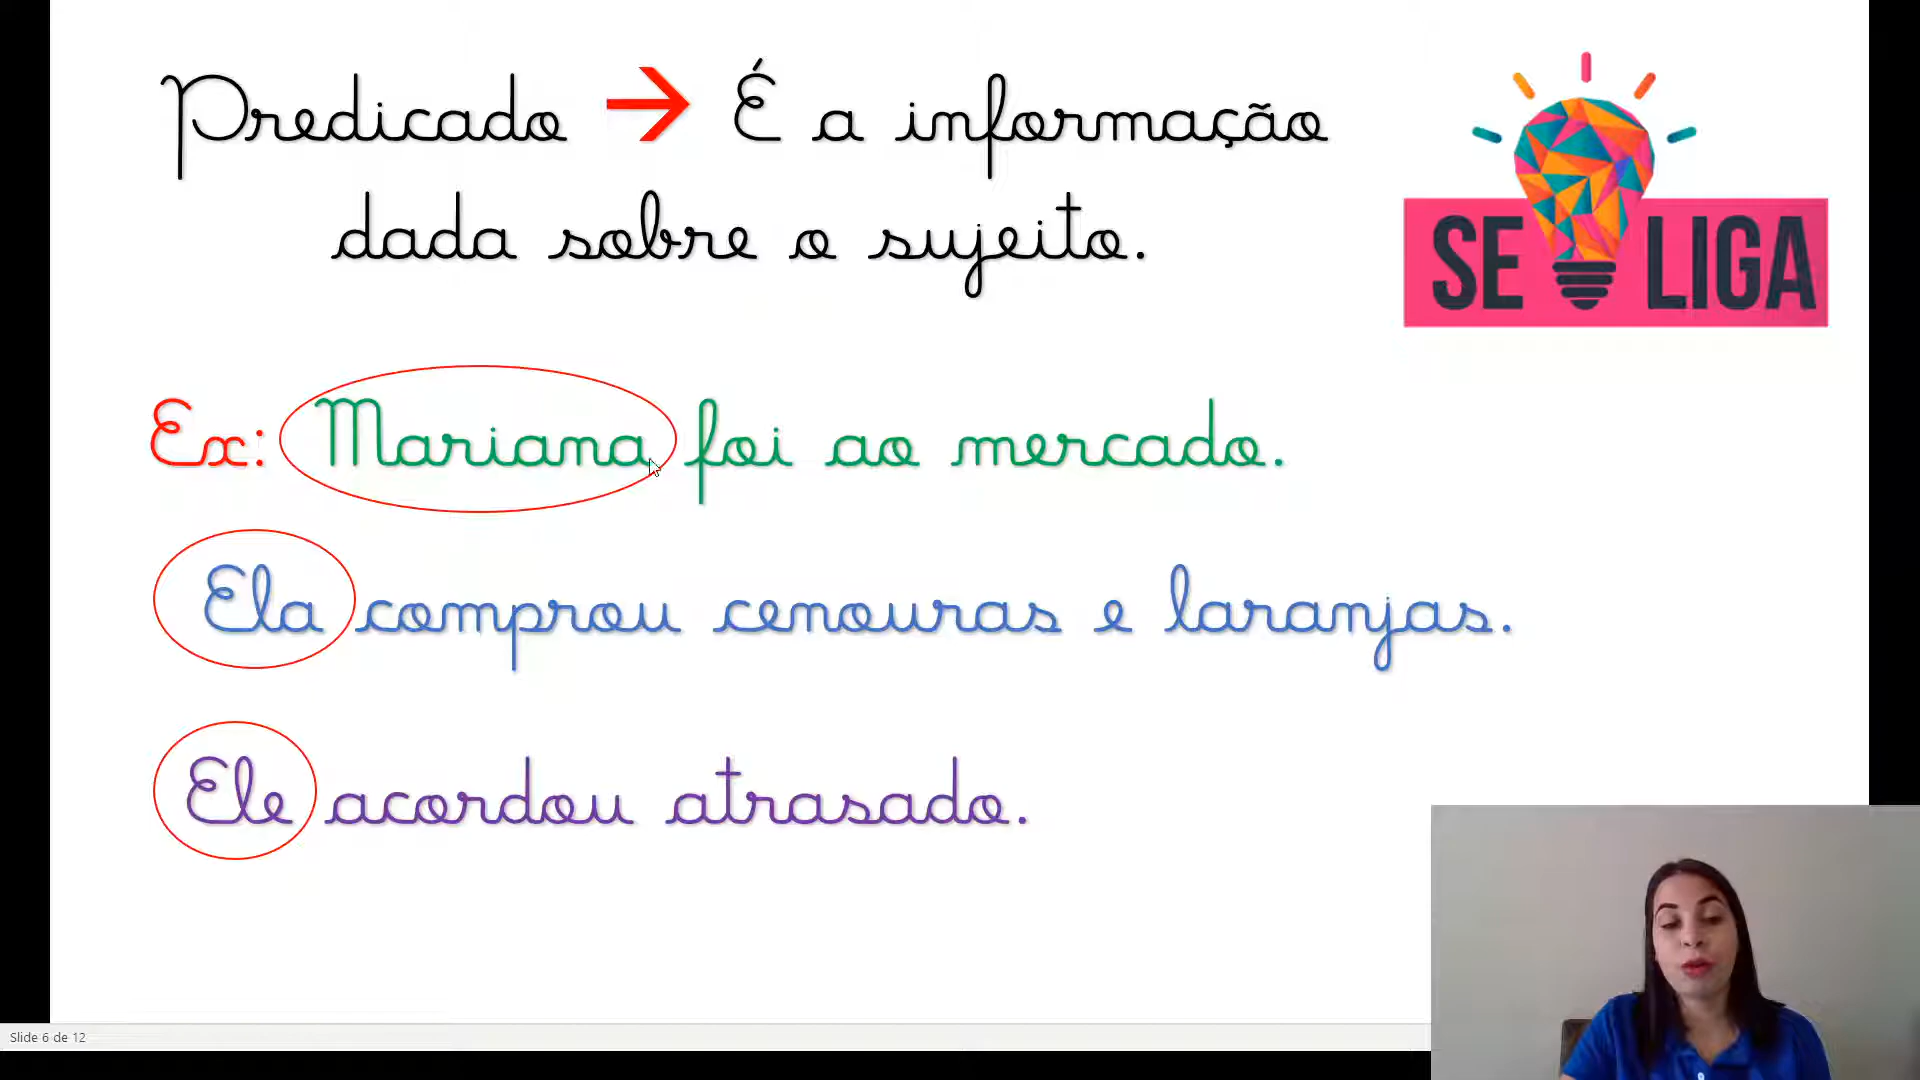 Predicado → É a informação
dada sobre o sujeito.
SE LIGA
Ex: Mariana foi ao mercado.
Ela comprou cenouras e laranjas.
Ele acordou atrasado.
Slide 6 de 12